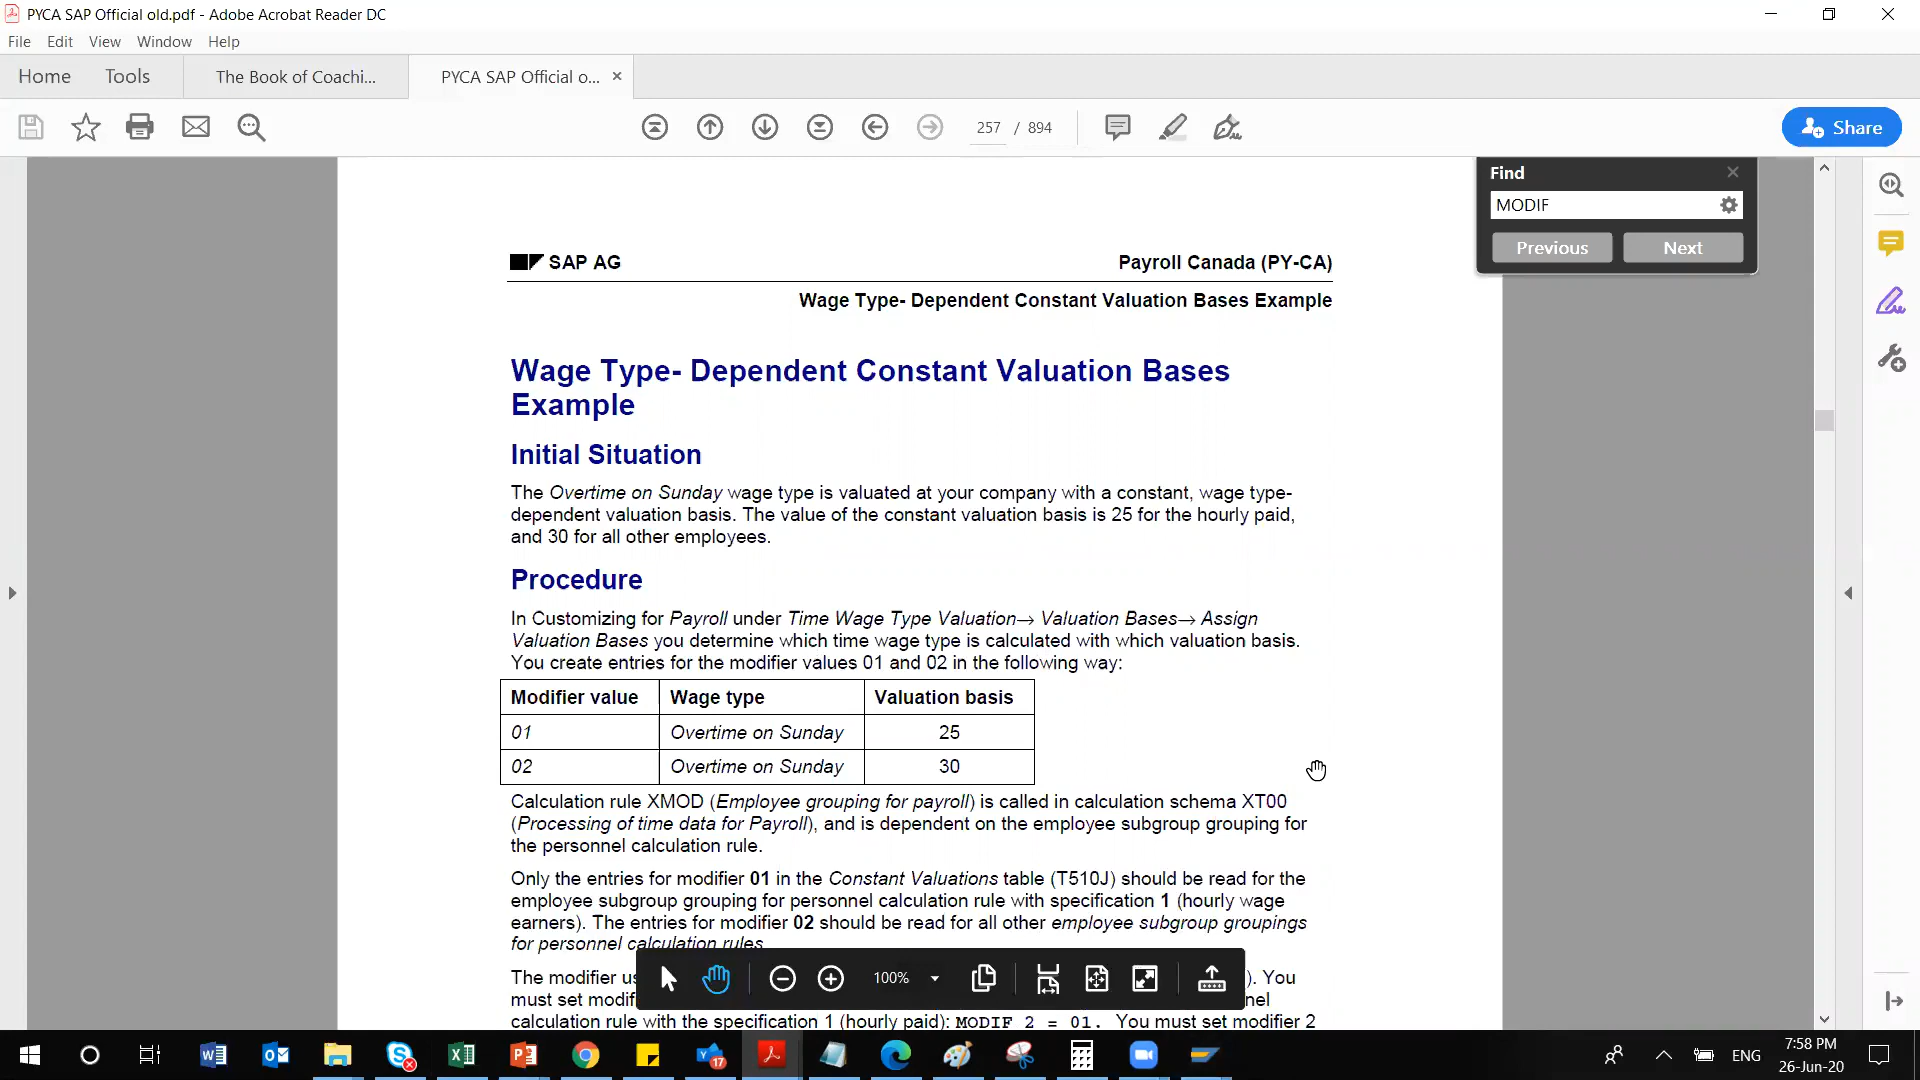 PYCA SAP Official old.pdf - Adobe Acrobat Reader DC
File Edit View Window Help
Home Tools The Book of Coachi... PYCA SAP Official o...
257 / 894
Share
Find
MODIF
Previous Next
SAP AG Payroll Canada (PY-CA)
Wage Type- Dependent Constant Valuation Bases Example
Wage Type- Dependent Constant Valuation Bases
Example
Initial Situation
The Overtime on Sunday wage type is valuated at your company with a constant, wage type-
dependent valuation basis. The value of the constant valuation basis is 25 for the hourly paid,
and 30 for all other employees.
Procedure
In Customizing for Payroll under Time Wage Type Valuation→ Valuation Bases→ Assign
Valuation Bases you determine which time wage type is calculated with which valuation basis.
You create entries for the modifier values 01 and 02 in the following way:
Modifier value Wage type Valuation basis
01 Overtime on Sunday 25
02 Overtime on Sunday 30
Calculation rule XMOD (Employee grouping for payroll) is called in calculation schema XT00
(Processing of time data for Payroll), and is dependent on the employee subgroup grouping for
the personnel calculation rule.
Only the entries for modifier 01 in the Constant Valuations table (T510J) should be read for the
employee subgroup grouping for personnel calculation rule with specification 1 (hourly wage
earners). The entries for modifier 02 should be read for all other employee subgroup groupings
for personnel calculation rules.
The modifier ). You
must set
100%
calculation rule with the specification 1 (hourly paid): MODIF 2 = 01. You must set modifier 2
17
ENG
7:58 PM
26-Jun-20